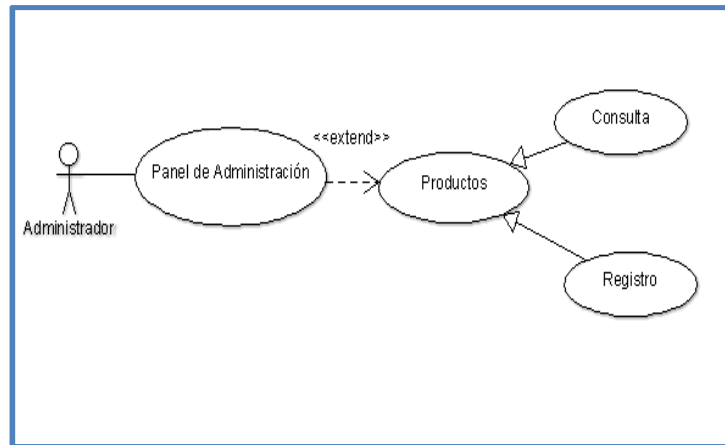 Consulta
<<extend>>
Panel de Administración
Productos
Administrador
Registro